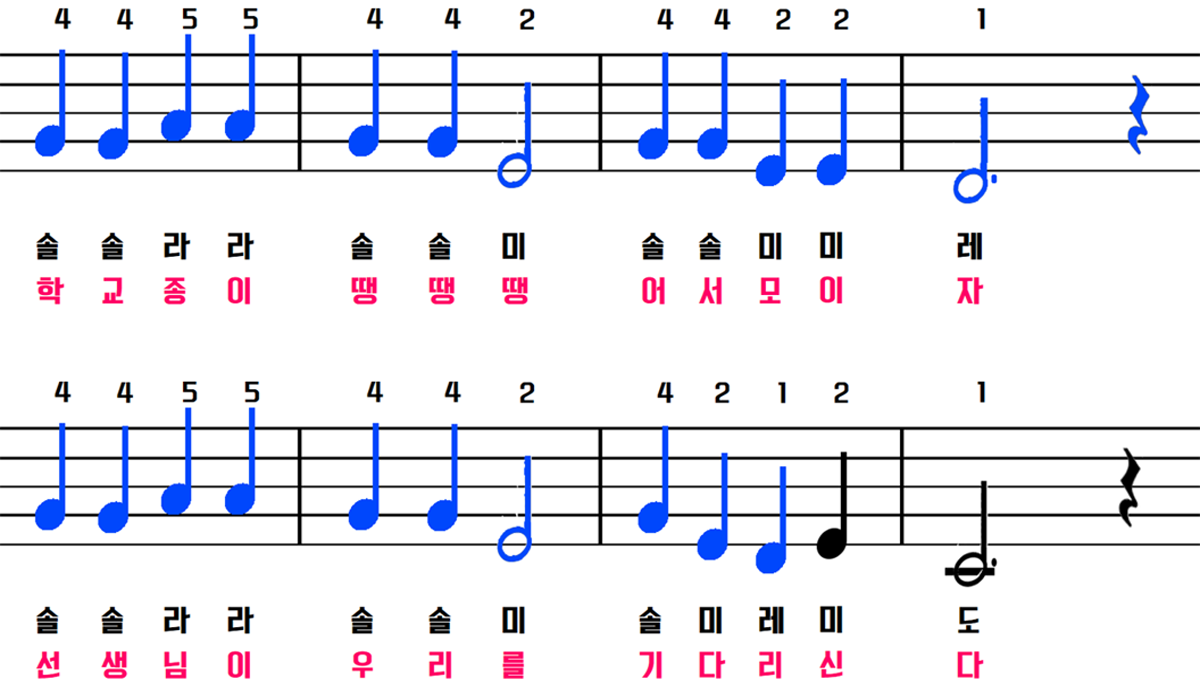 4 4 5 5 4 4 2 4 4 2 2 1
솔 솔 라 라 솔 솔 미 솔 솔 미 미 레
학 교 종 이 땡 땡 땡 어 서 모 이 자
4 4 5 5 4 4 2 4 2 1 2 1
솔 솔 라 라 솔 솔 미 솔 미 레 미 도
선 생 님 이 우 리 를 기 다 리 신 다